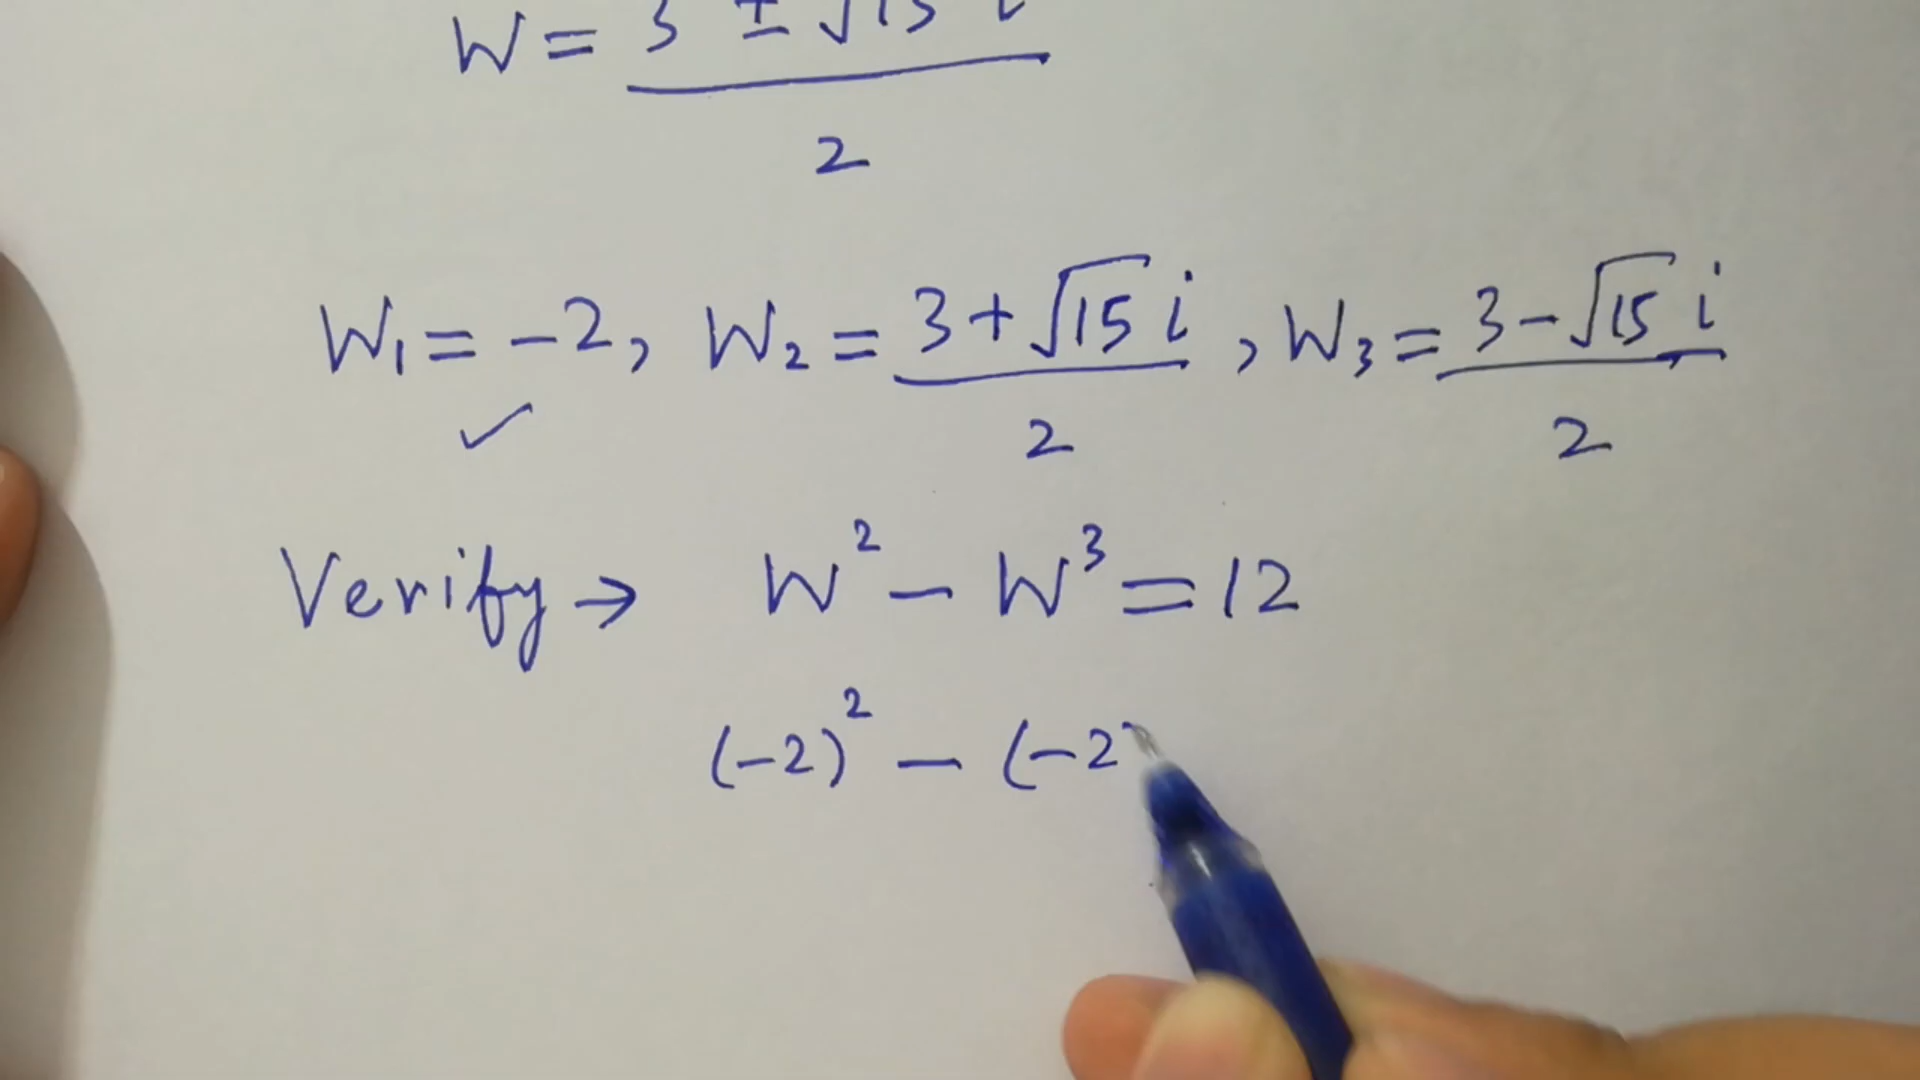 W = 3 ± √15 i / 2
W₁ = -2, W₂ = 3 + √15 i / 2, W₃ = 3 - √15 i / 2
Verify → W² - W³ = 12
(-2)² - (-2)